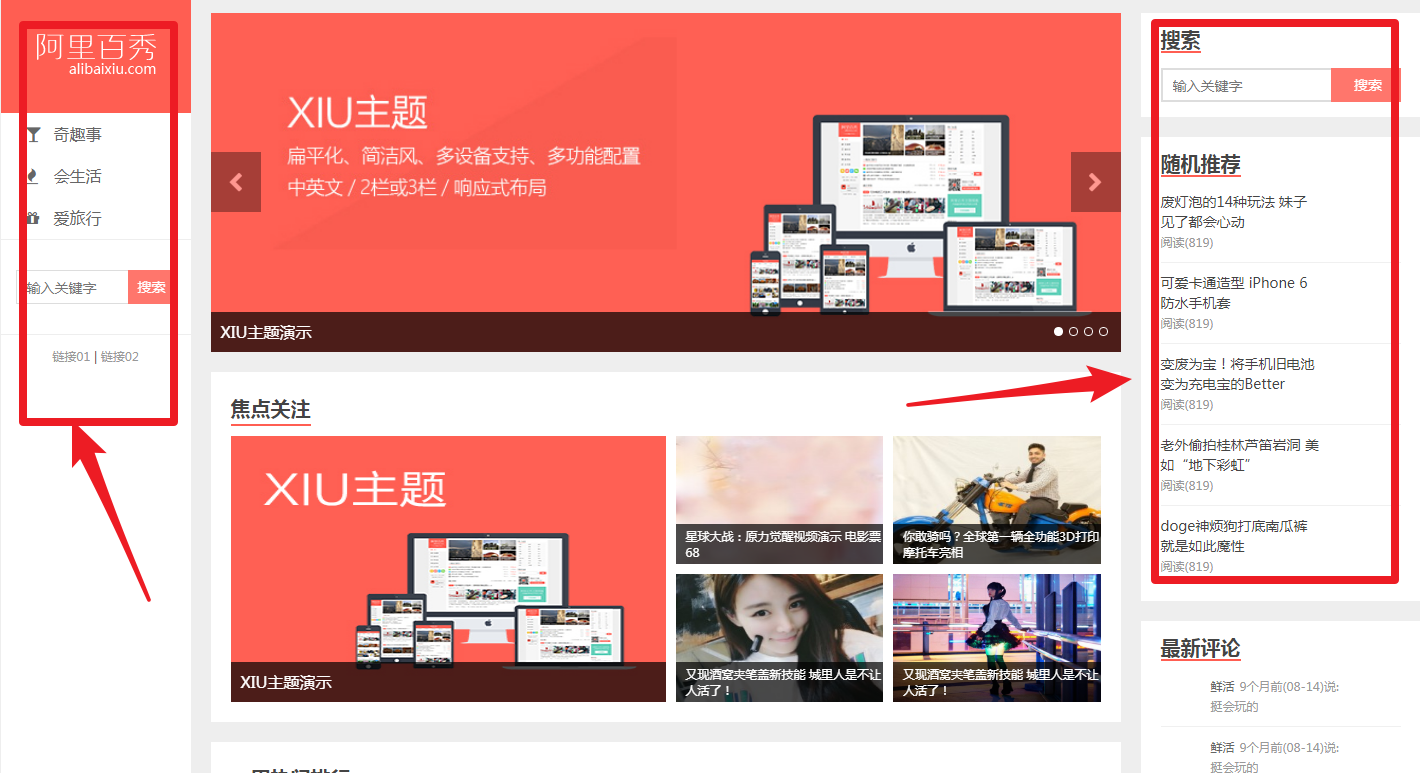 阿里百秀
alibaixiu.com
奇趣事
会生活
爱旅行
输入关键字 搜索
链接01 | 链接02
XIU主题
扁平化、简洁风、多设备支持、多功能配置
中英文 / 2栏或3栏 / 响应式布局
XIU主题演示
焦点关注
XIU主题
XIU主题演示
星球大战：原力觉醒视频演示 电影票
68
你敢骑吗？全球第一辆全功能3D打印
摩托车亮相
又现酒窝夹笔盖新技能 城里人是不让
人活了！
又现酒窝夹笔盖新技能 城里人是不让
人活了！
搜索
输入关键字 搜索
随机推荐
废灯泡的14种玩法 妹子
见了都会心动
阅读(819)
可爱卡通造型 iPhone 6
防水手机套
阅读(819)
变废为宝！将手机旧电池
变为充电宝的Better
阅读(819)
老外偷拍桂林芦笛岩洞 美
如“地下彩虹”
阅读(819)
doge神烦狗打底南瓜裤
就是如此魔性
阅读(819)
最新评论
鲜活 9个月前(08-14)说:
挺会玩的
鲜活 9个月前(08-14)说:
挺会玩的